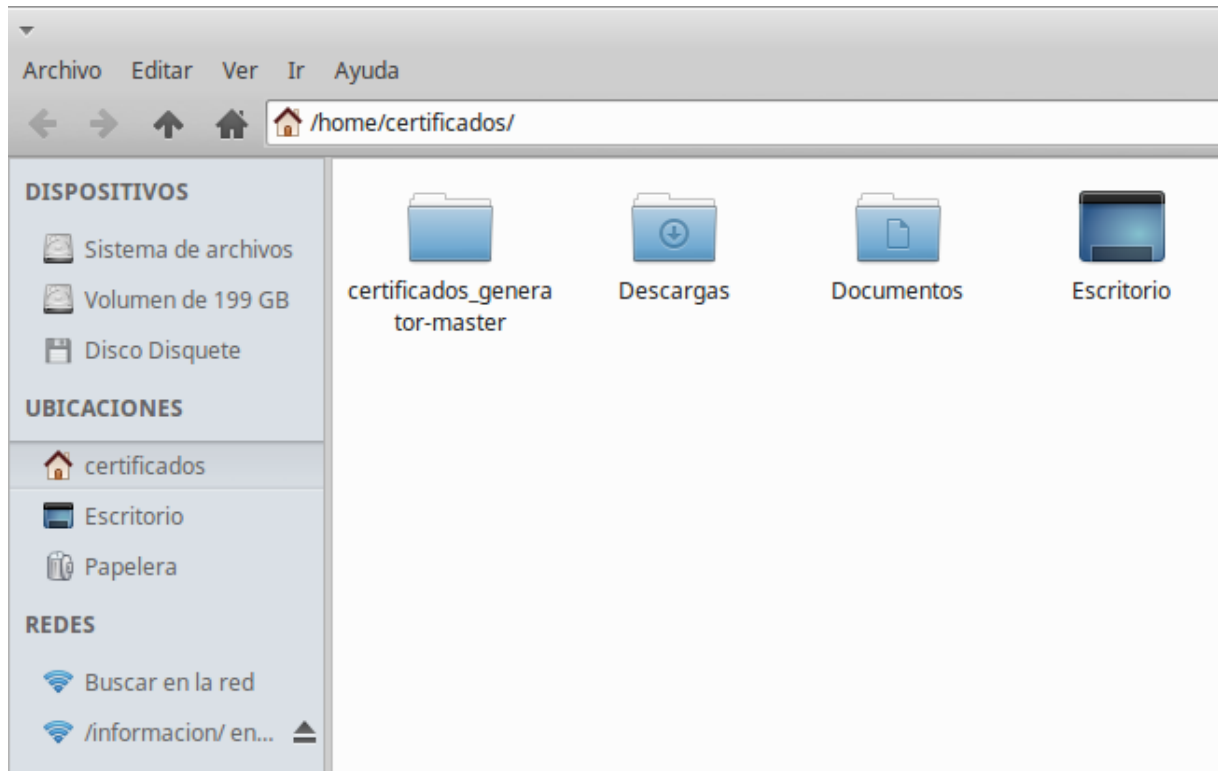 Archivo Editar Ver Ir Ayuda
/home/certificados/
DISPOSITIVOS
Sistema de archivos
Volumen de 199 GB
Disco Disquete
UBICACIONES
certificados
Escritorio
Papelera
REDES
Buscar en la red
/informacion/ en...
certificados_genera
tor-master
Descargas
Documentos
Escritorio